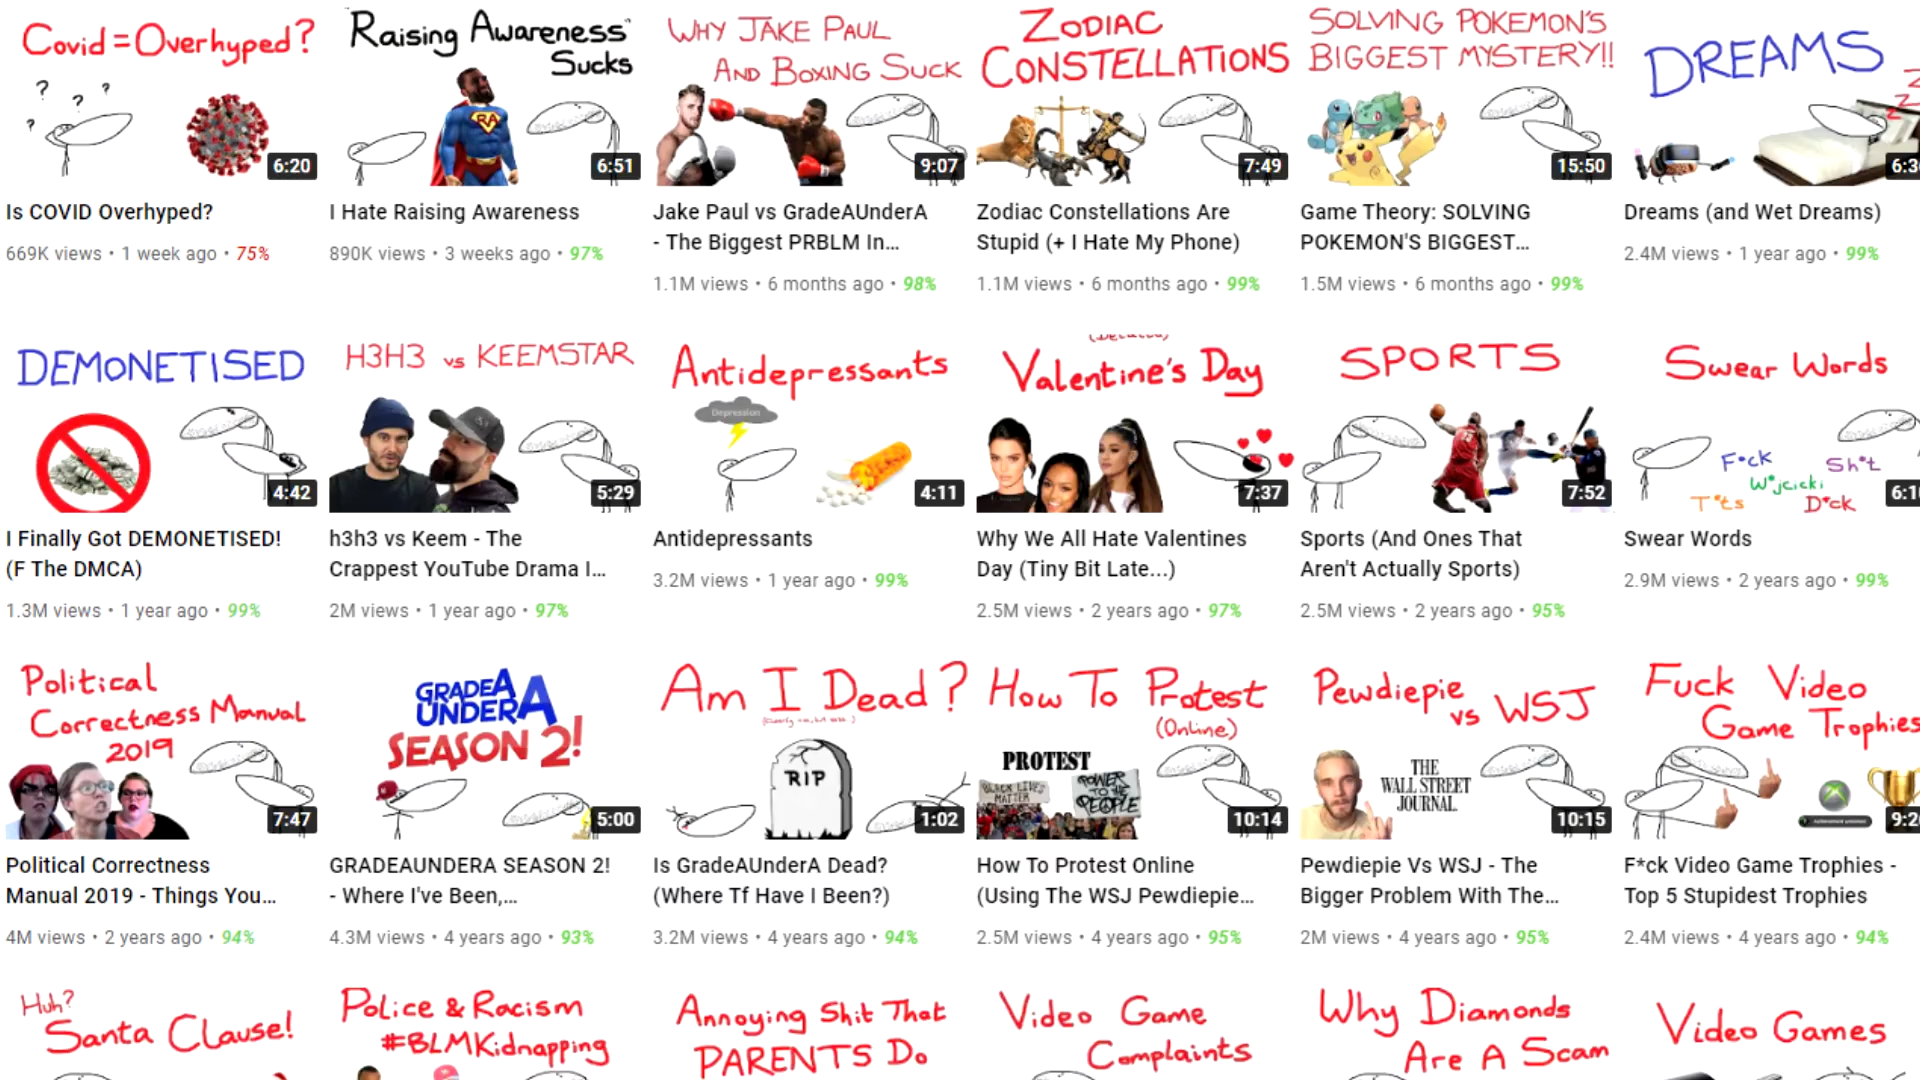 Covid = Overhyped?
? ? ?
?
6:20
"Raising Awareness"
Sucks
RA
6:51
WHY JAKE PAUL
AND BOXING SUCK
9:07
ZODIAC
CONSTELLATIONS
7:49
SOLVING POKEMON'S
BIGGEST MYSTERY!!
15:50
DREAMS
Z
Z
Z
Is COVID Overhyped?
669K views • 1 week ago • 75%
I Hate Raising Awareness
890K views • 3 weeks ago • 97%
Jake Paul vs GradeAUnderA
- The Biggest PRBLM In...
1.1M views • 6 months ago • 98%
Zodiac Constellations Are
Stupid (+ I Hate My Phone)
1.1M views • 6 months ago • 99%
Game Theory: SOLVING
POKEMON'S BIGGEST...
1.5M views • 6 months ago • 99%
Dreams (and Wet Dreams)
2.4M views • 1 year ago • 99%
DEMONETISED
4:42
H3H3 vs KEEMSTAR
5:29
Antidepressants
Depression
4:11
Valentine's Day
7:37
SPORTS
7:52
Swear Words
F*ck
Sh*t
W*jcicki
T*ts
D*ck
I Finally Got DEMONETISED!
(F The DMCA)
1.3M views • 1 year ago • 99%
h3h3 vs Keem - The
Crappest YouTube Drama I...
2M views • 1 year ago • 97%
Antidepressants
3.2M views • 1 year ago • 99%
Why We All Hate Valentines
Day (Tiny Bit Late...)
2.5M views • 2 years ago • 97%
Sports (And Ones That
Aren't Actually Sports)
2.5M views • 2 years ago • 95%
Swear Words
2.9M views • 2 years ago • 99%
Political
Correctness Manual
2019
7:47
GRADEA
UNDERA
SEASON 2!
5:00
Am I Dead?
RIP
1:02
How To Protest
(Online)
PROTEST
BLACK LIVES
MATTER
POWER
TO THE
PEOPLE
10:14
Pewdiepie
vs WSJ
THE
WALL STREET
JOURNAL.
10:15
Fuck Video
Game Trophies
Political Correctness
Manual 2019 - Things You...
4M views • 2 years ago • 94%
GRADEAUNDERA SEASON 2!
- Where I've Been,...
4.3M views • 4 years ago • 93%
Is GradeAUnderA Dead?
(Where Tf Have I Been?)
3.2M views • 4 years ago • 94%
How To Protest Online
(Using The WSJ Pewdiepie...
2.5M views • 4 years ago • 95%
Pewdiepie Vs WSJ - The
Bigger Problem With The...
2M views • 4 years ago • 95%
F*ck Video Game Trophies -
Top 5 Stupidest Trophies
2.4M views • 4 years ago • 94%
Huh?
Santa Clause!
Police & Racism
#BLMKidnapping
Annoying Shit That
PARENTS Do
Video Game
Complaints
Why Diamonds
Are A Scam
Video Games